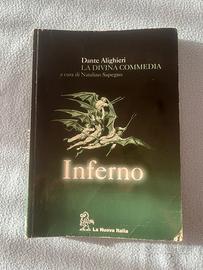 Dante Alighieri
LA DIVINA COMMEDIA
a cura di Natalino Sapegno
Inferno
La Nuova Italia